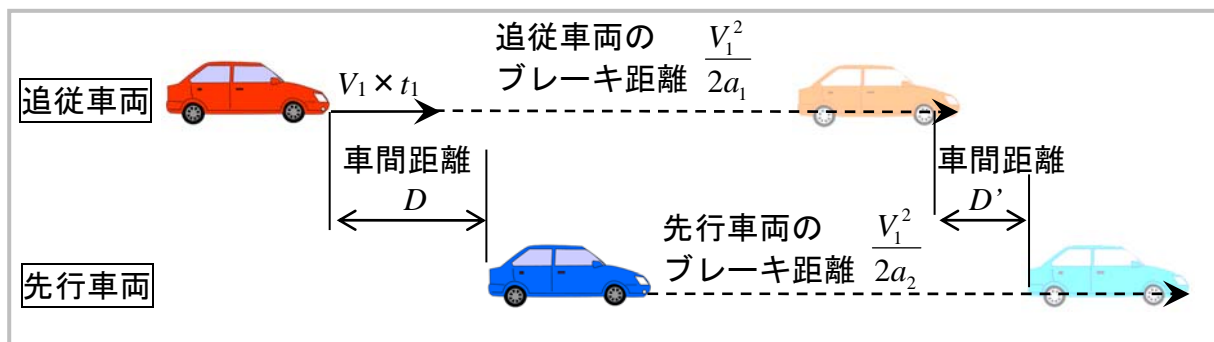 追従車両
V₁ × t₁
追従車両の
ブレーキ距離 V₁²/2a₁
車間距離
D
車間距離
D’
先行車両
先行車両の
ブレーキ距離 V₁²/2a₂